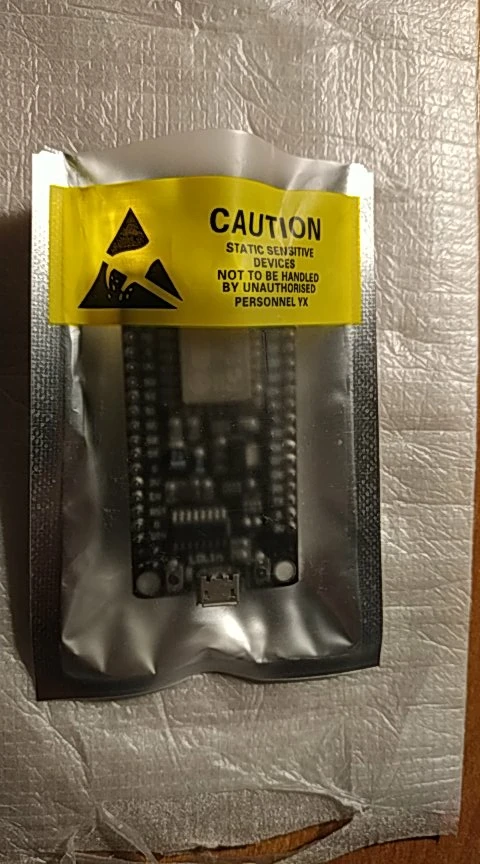 CAUTION
STATIC SENSITIVE
DEVICES
NOT TO BE HANDLED
BY UNAUTHORISED
PERSONNEL YX